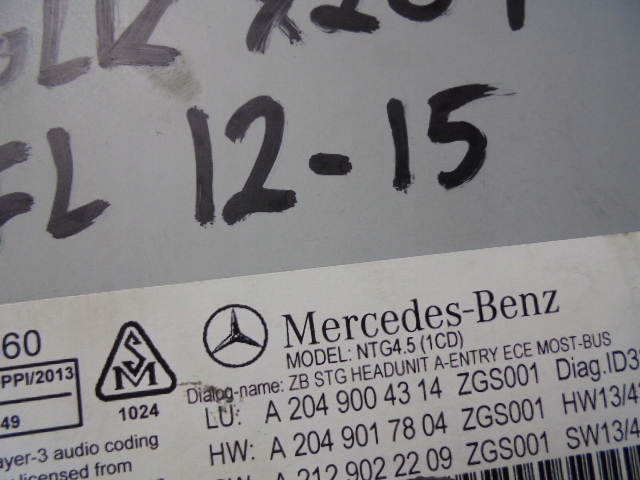 GLK X204
FL 12-15
60
PPI/2013
49
SM
1024
ayer-3 audio coding
licensed from
Mercedes-Benz
MODEL: NTG4.5 (1CD)
Dialog-name: ZB STG HEADUNIT A-ENTRY ECE MOST-BUS
LU: A 204 900 43 14 ZGS001 Diag.ID3
HW: A 204 901 78 04 ZGS001 HW13/4
A 212 902 22 09 ZGS001 SW13/4